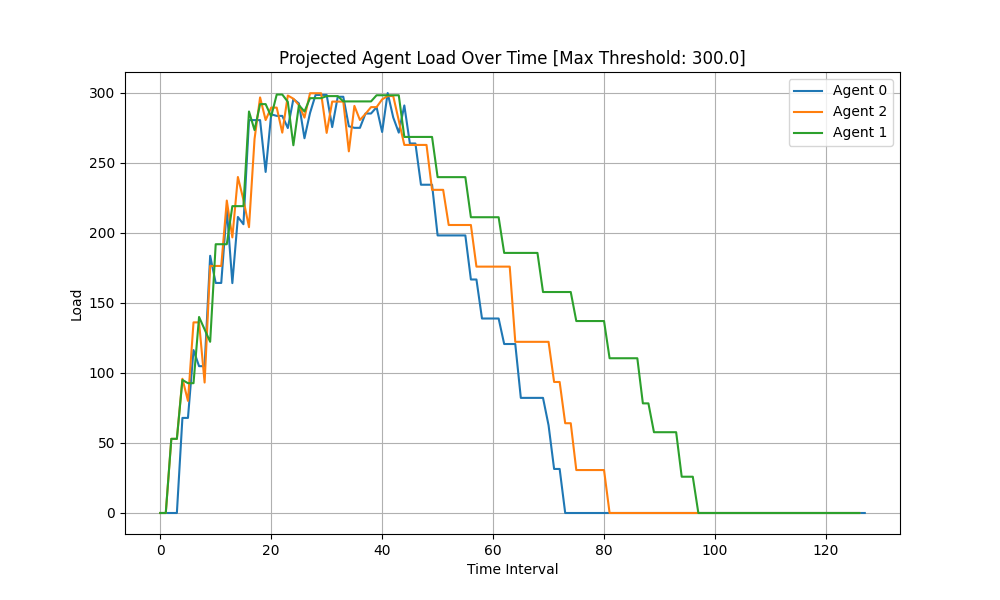 Projected Agent Load Over Time [Max Threshold: 300.0]
Agent 0
Agent 2
Agent 1
300
250
200
150
100
50
0
Load
0 20 40 60 80 100 120
Time Interval